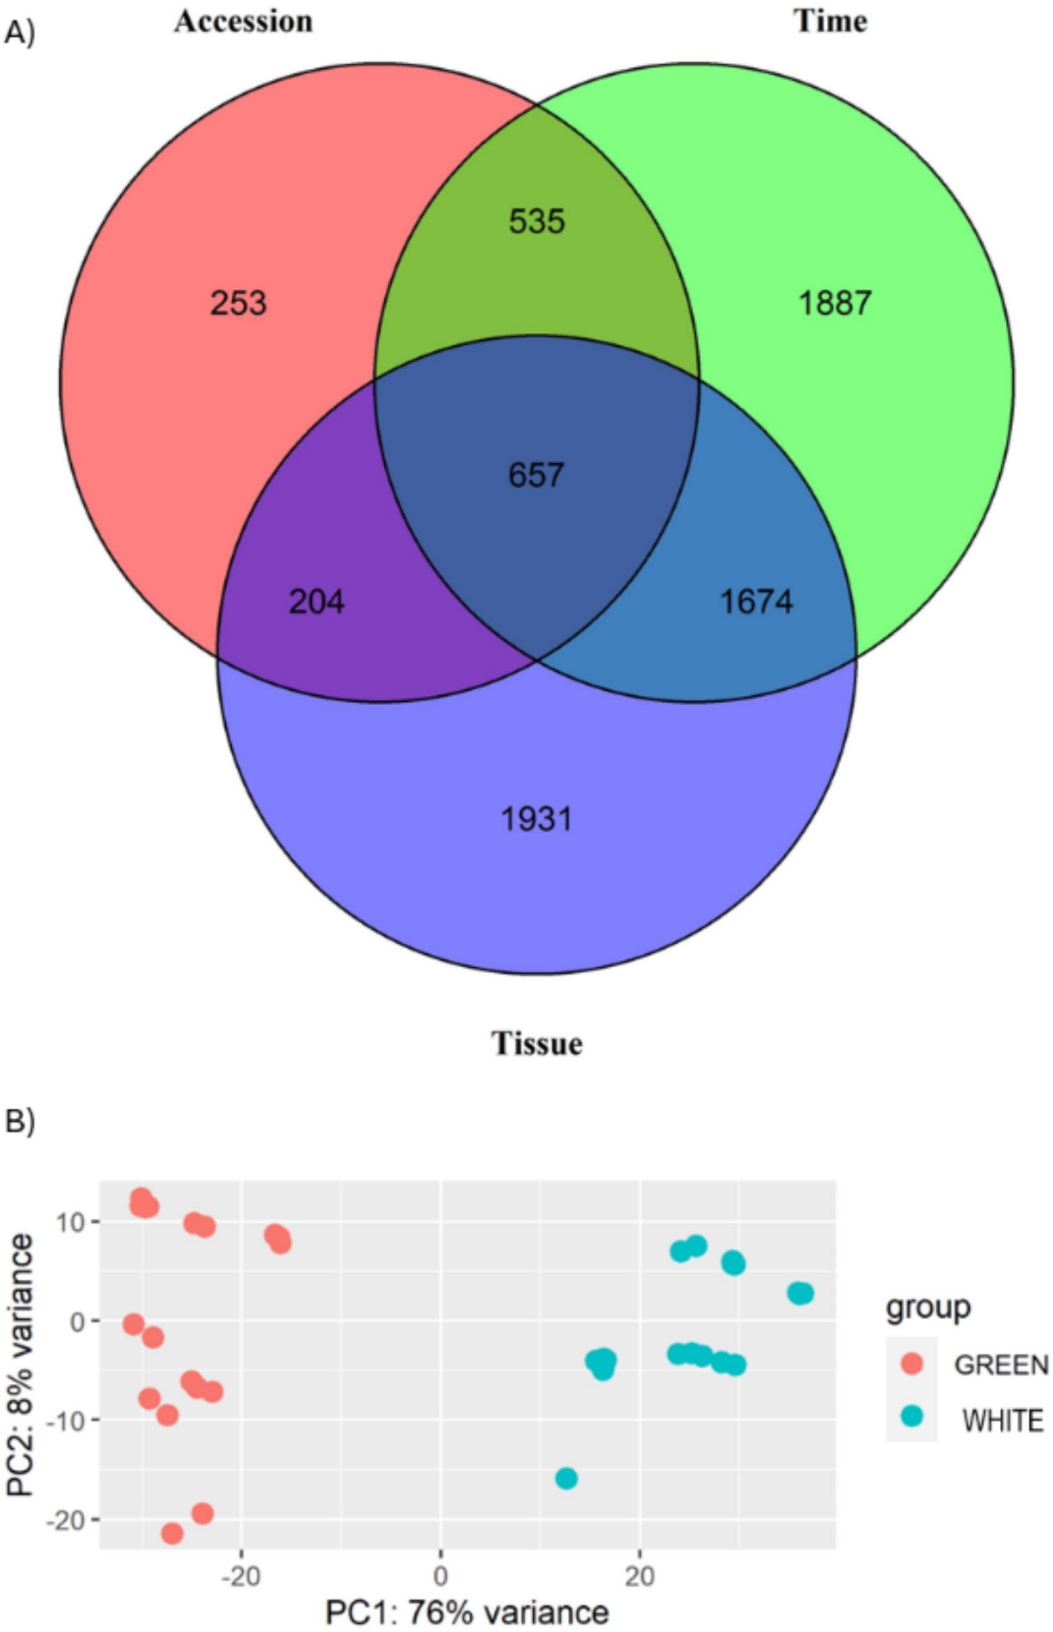 A)
Accession
Time
535
253
1887
657
204
1674
1931
Tissue
B)
PC2: 8% variance
10
0
-10
-20
-20
0
20
PC1: 76% variance
group
GREEN
WHITE